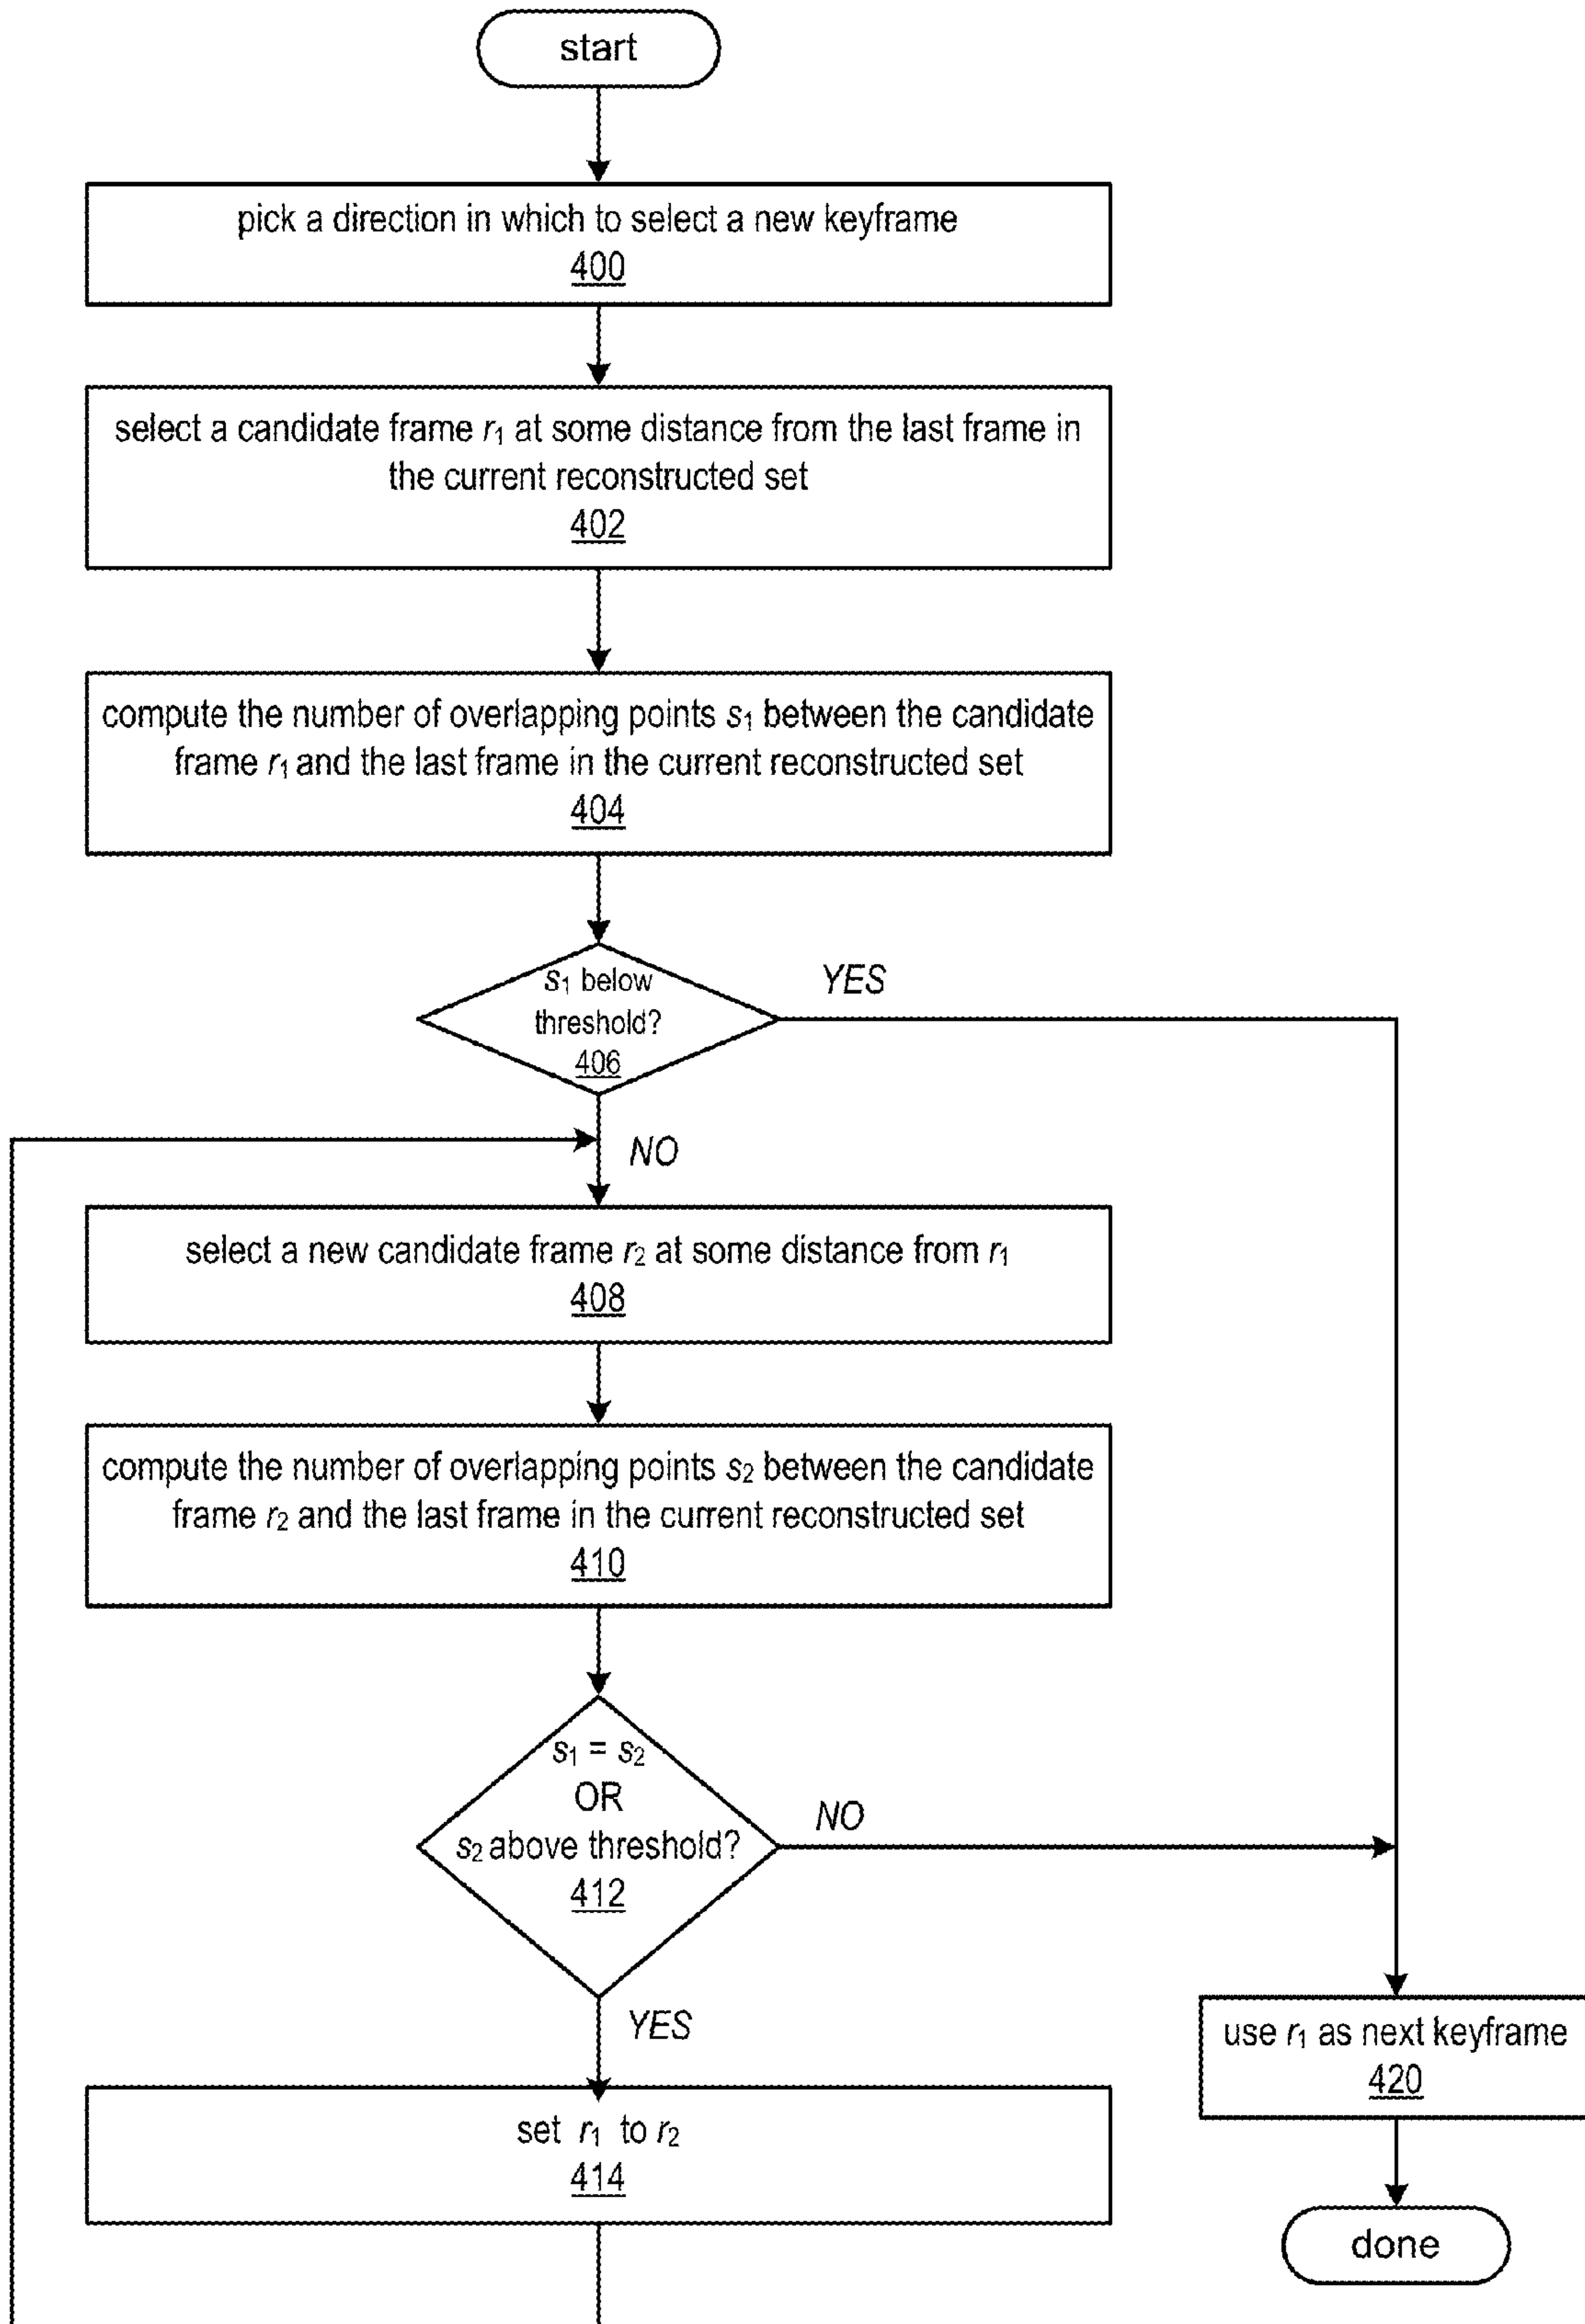 start
pick a direction in which to select a new keyframe
400
select a candidate frame r1 at some distance from the last frame in
the current reconstructed set
402
compute the number of overlapping points s1 between the candidate
frame r1 and the last frame in the current reconstructed set
404
s1 below
threshold?
406
YES
NO
select a new candidate frame r2 at some distance from r1
408
compute the number of overlapping points s2 between the candidate
frame r2 and the last frame in the current reconstructed set
410
s1 = s2
OR
s2 above threshold?
412
NO
YES
set r1 to r2
414
use r1 as next keyframe
420
done